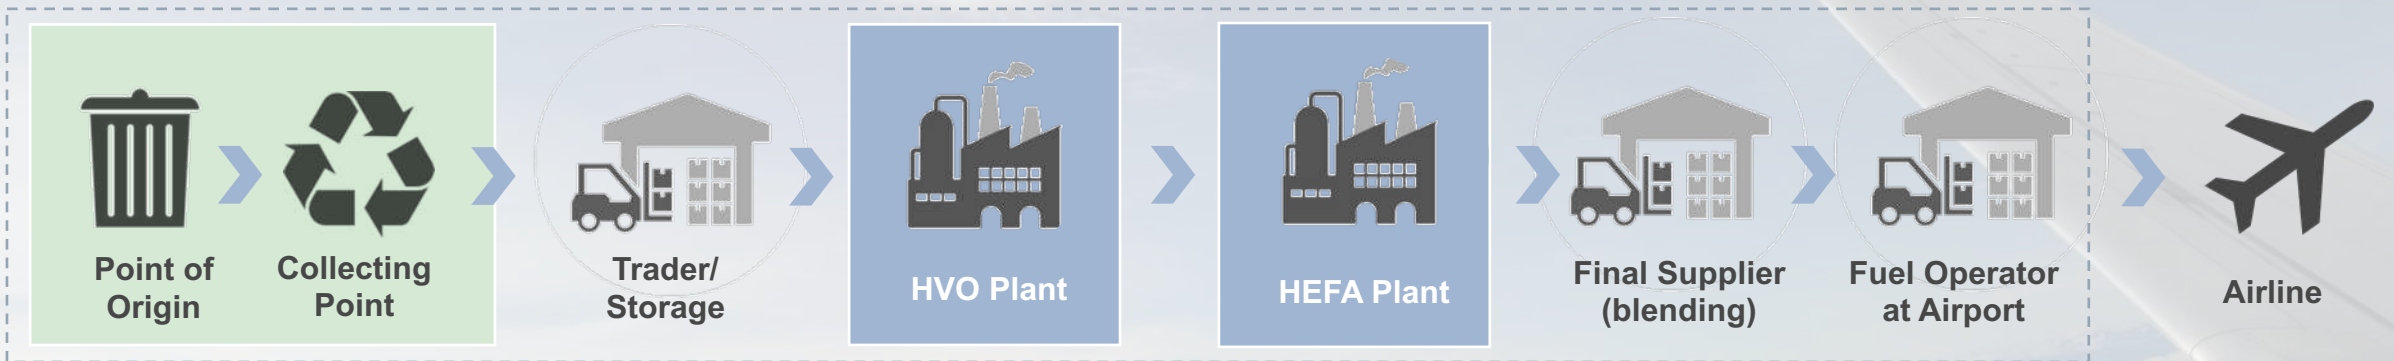 Point of
Origin
Collecting
Point
Trader/
Storage
HVO Plant
HEFA Plant
Final Supplier
(blending)
Fuel Operator
at Airport
Airline